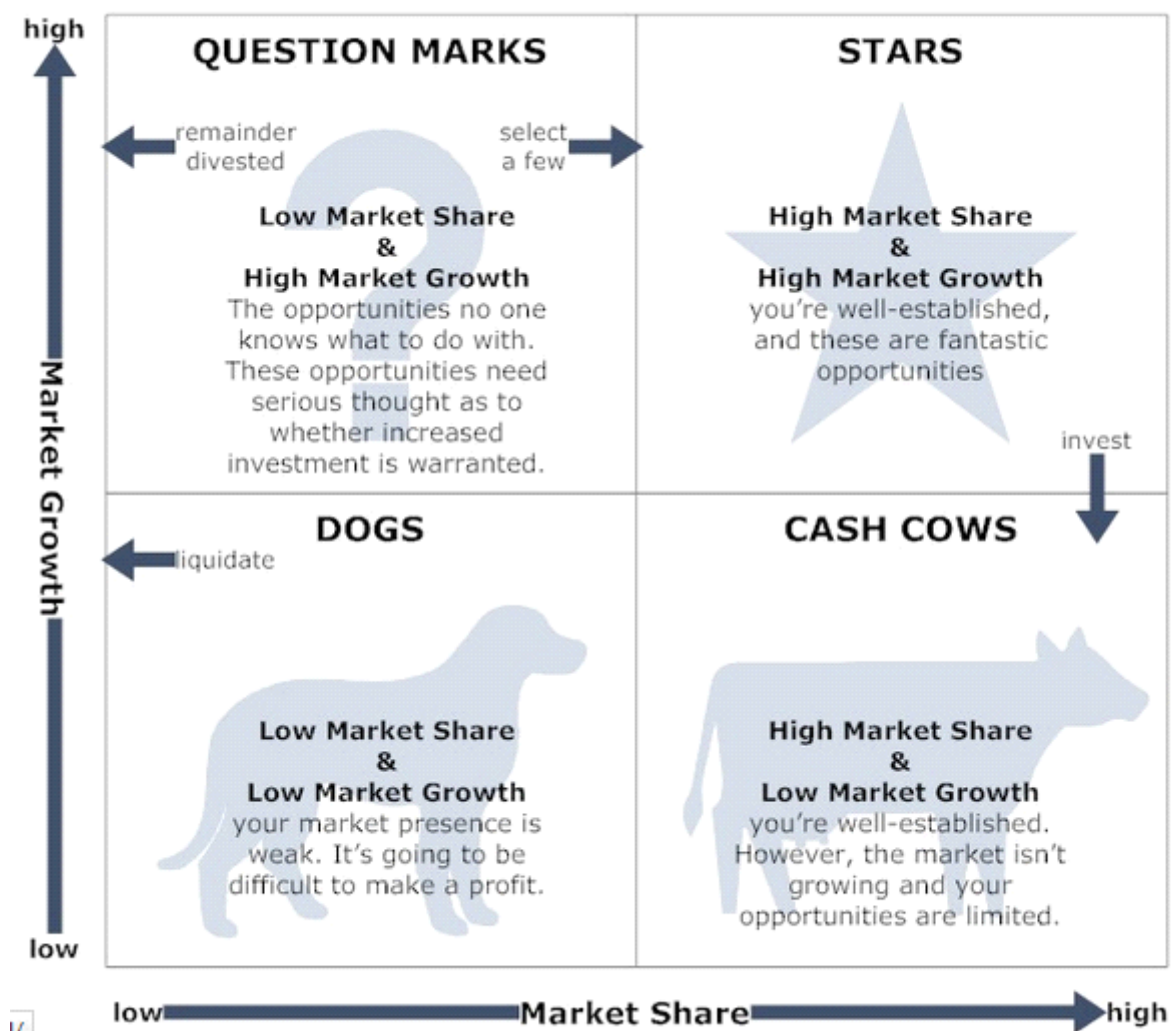 high
QUESTION MARKS
remainder
divested
select
a few
Low Market Share
&
High Market Growth
The opportunities no one
knows what to do with.
These opportunities need
serious thought as to
whether increased
investment is warranted.
STARS
High Market Share
&
High Market Growth
you're well-established,
and these are fantastic
opportunities
invest
Market Growth
DOGS
liquidate
Low Market Share
&
Low Market Growth
your market presence is
weak. It's going to be
difficult to make a profit.
CASH COWS
High Market Share
&
Low Market Growth
you're well-established.
However, the market isn't
growing and your
opportunities are limited.
low
low
Market Share
high